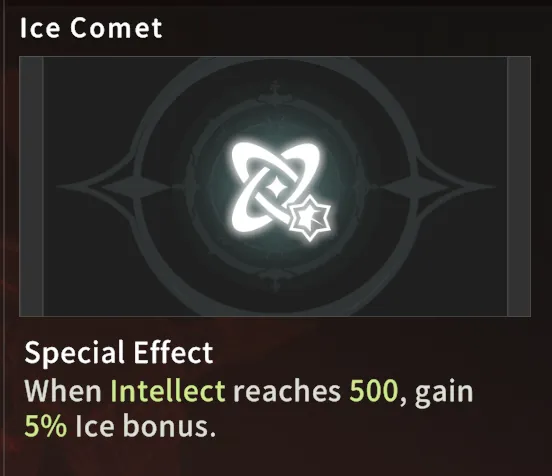 Ice Comet
Special Effect
When Intellect reaches 500, gain
5% Ice bonus.